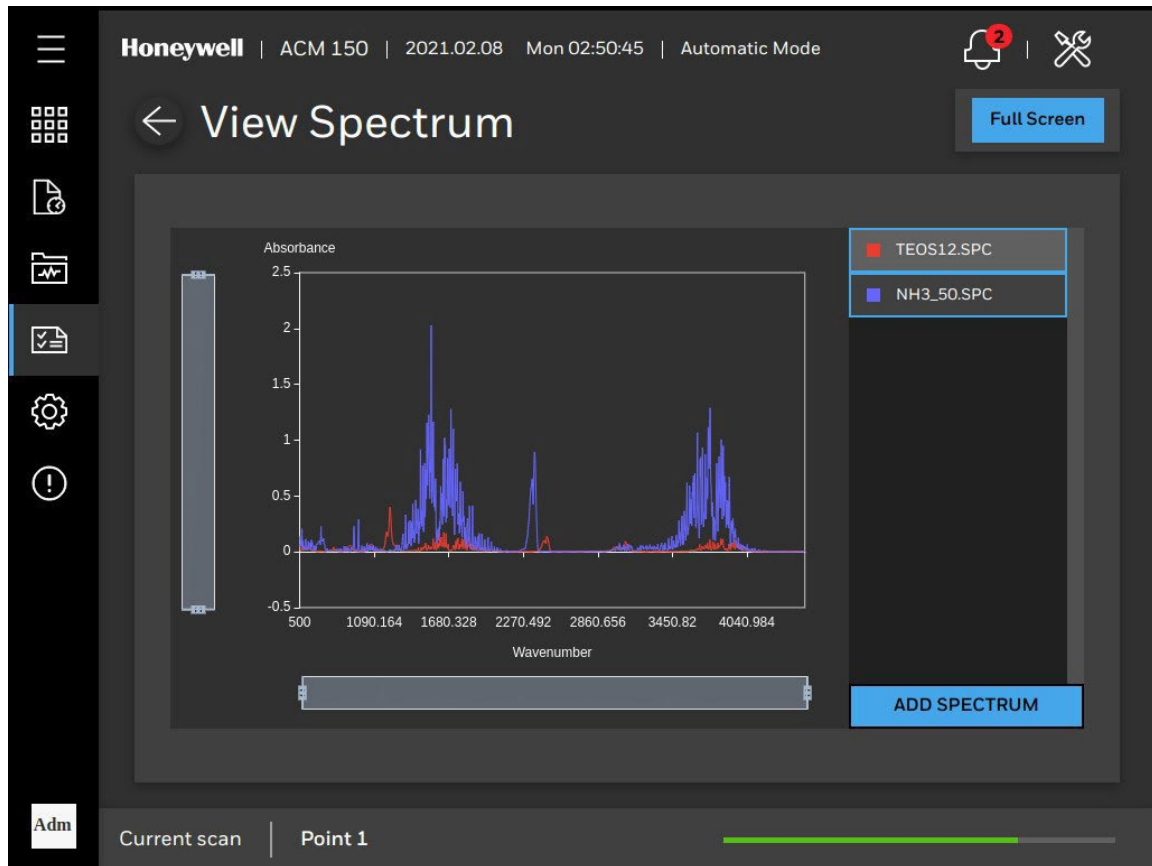 Honeywell | ACM 150 | 2021.02.08 Mon 02:50:45 | Automatic Mode
2
View Spectrum
Full Screen
Absorbance
2.5
2
1.5
1
0.5
0
-0.5
500 1090.164 1680.328 2270.492 2860.656 3450.82 4040.984
Wavenumber
TEOS12.SPC
NH3_50.SPC
ADD SPECTRUM
Adm
Current scan | Point 1